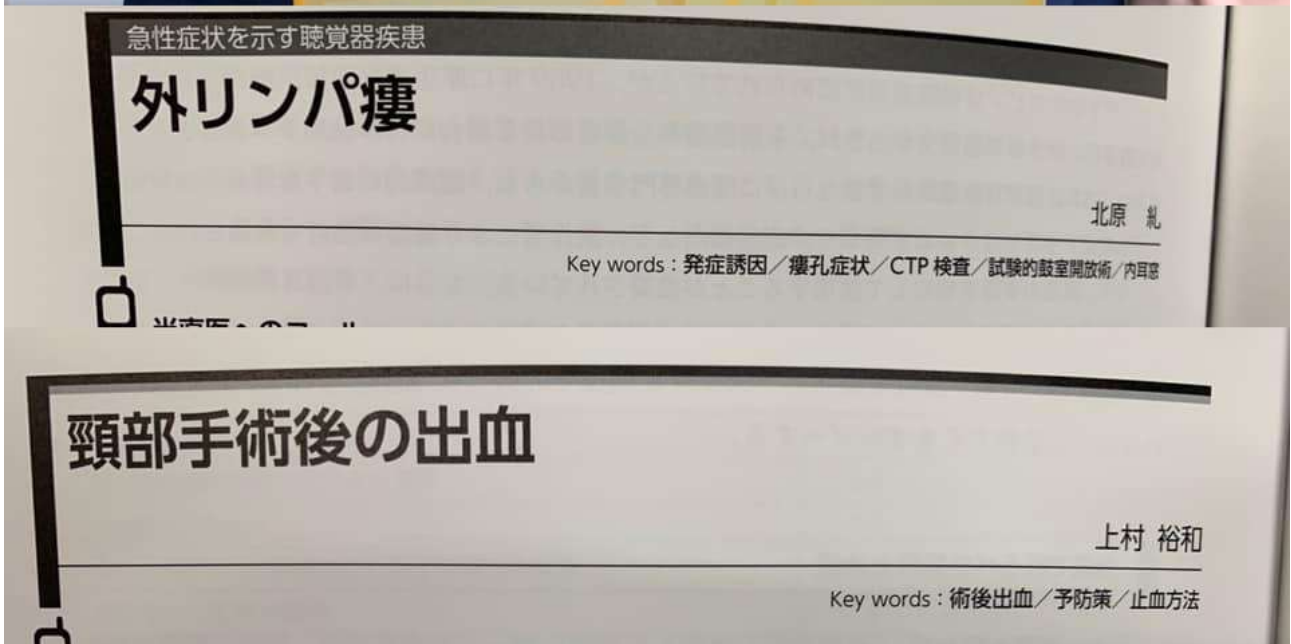 急性症状を示す聴覚器疾患
外リンパ瘻
北原 糺
Key words：発症誘因／瘻孔症状／CTP 検査／試験的鼓室開放術／内耳窓
頸部手術後の出血
上村 裕和
Key words：術後出血／予防策／止血方法